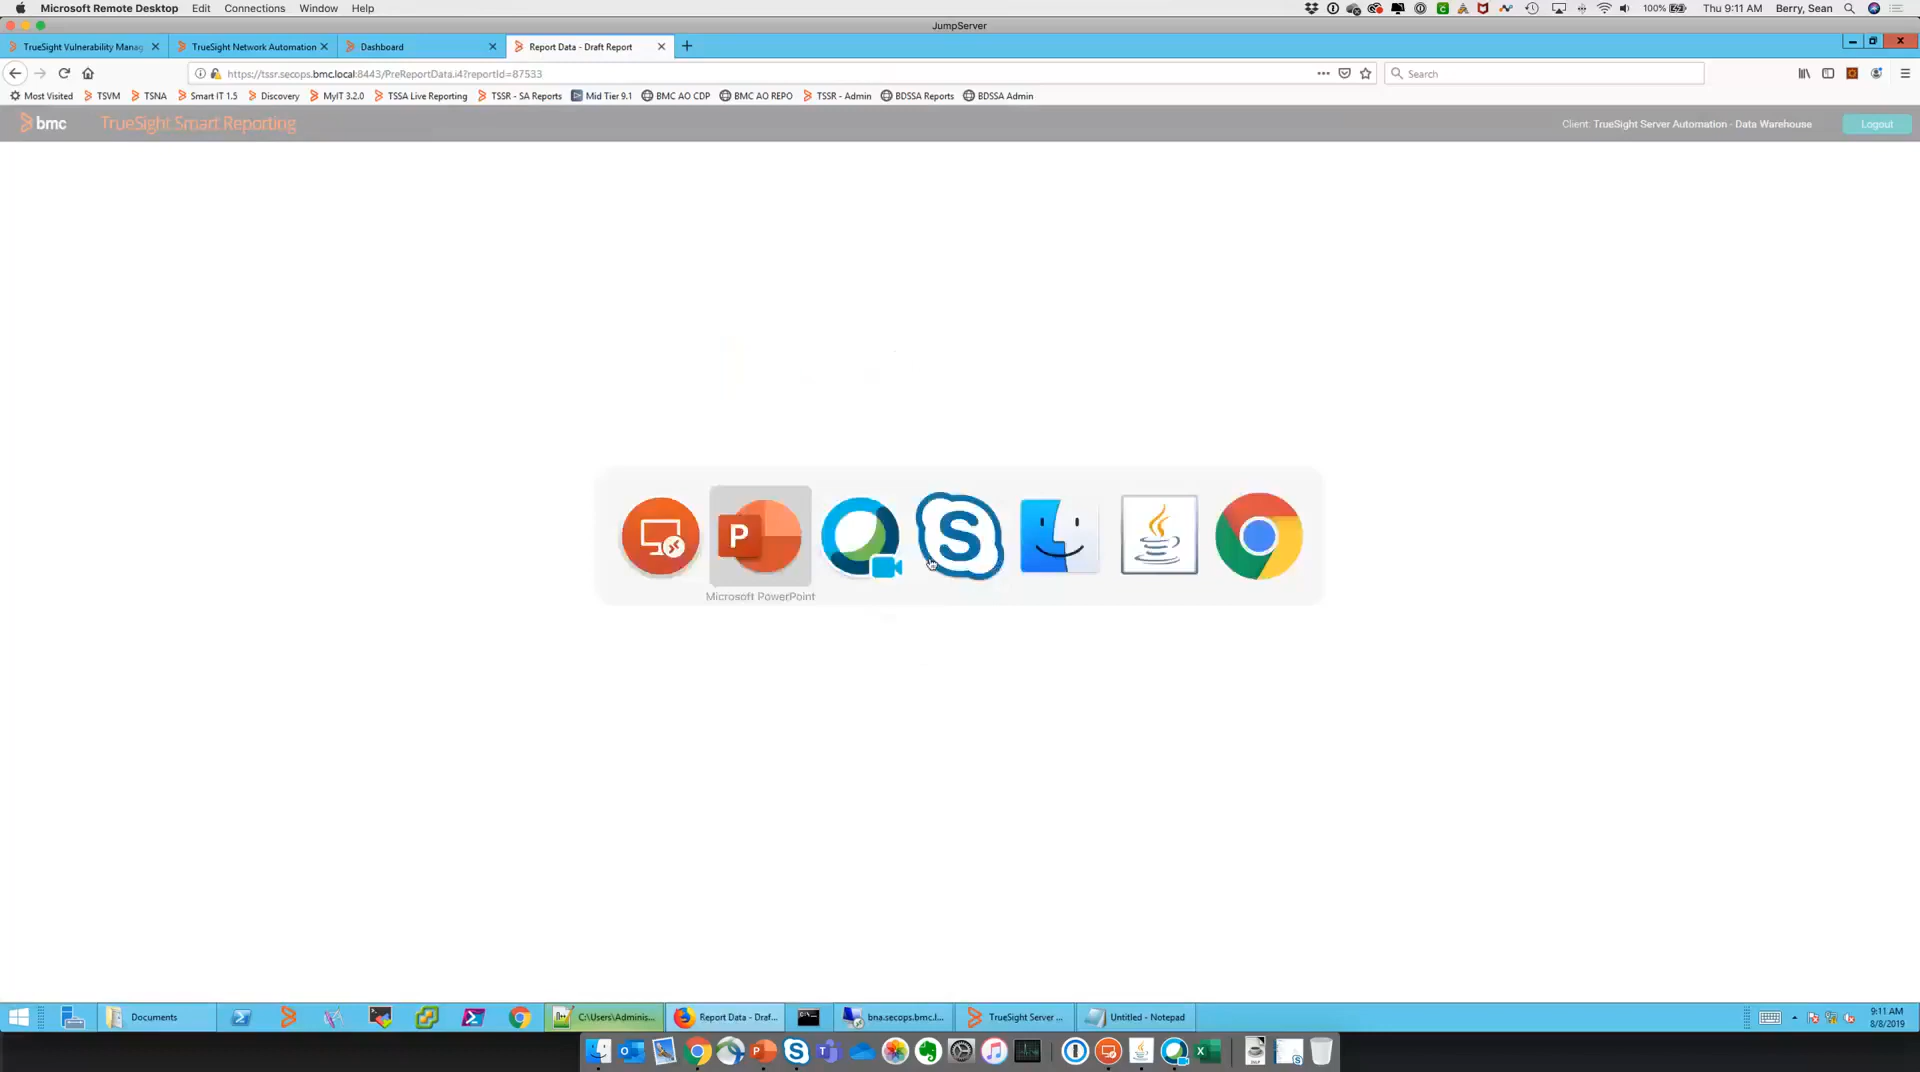 Microsoft Remote Desktop Edit Connections Window Help 100% Thu 9:11 AM Berry, Sean
JumpServer
TrueSight Vulnerability Manag TrueSight Network Automation Dashboard Report Data - Draft Report
https://tssr.secops.bmc.local:8443/PreReportData.i4?reportId=87533 Search
Most Visited TSVM TSNA Smart IT 1.5 Discovery MyIT 3.2.0 TSSA Live Reporting TSSR - SA Reports Mid Tier 9.1 BMC AO CDP BMC AO REPO TSSR - Admin BDSSA Reports BDSSA Admin
bmc TrueSight Smart Reporting Client: TrueSight Server Automation - Data Warehouse Logout
P
S
Microsoft PowerPoint
Documents C:\Users\Adminis... Report Data - Draf... bna.secops.bmc.l... TrueSight Server ... Untitled - Notepad 9:11 AM
8/8/2019